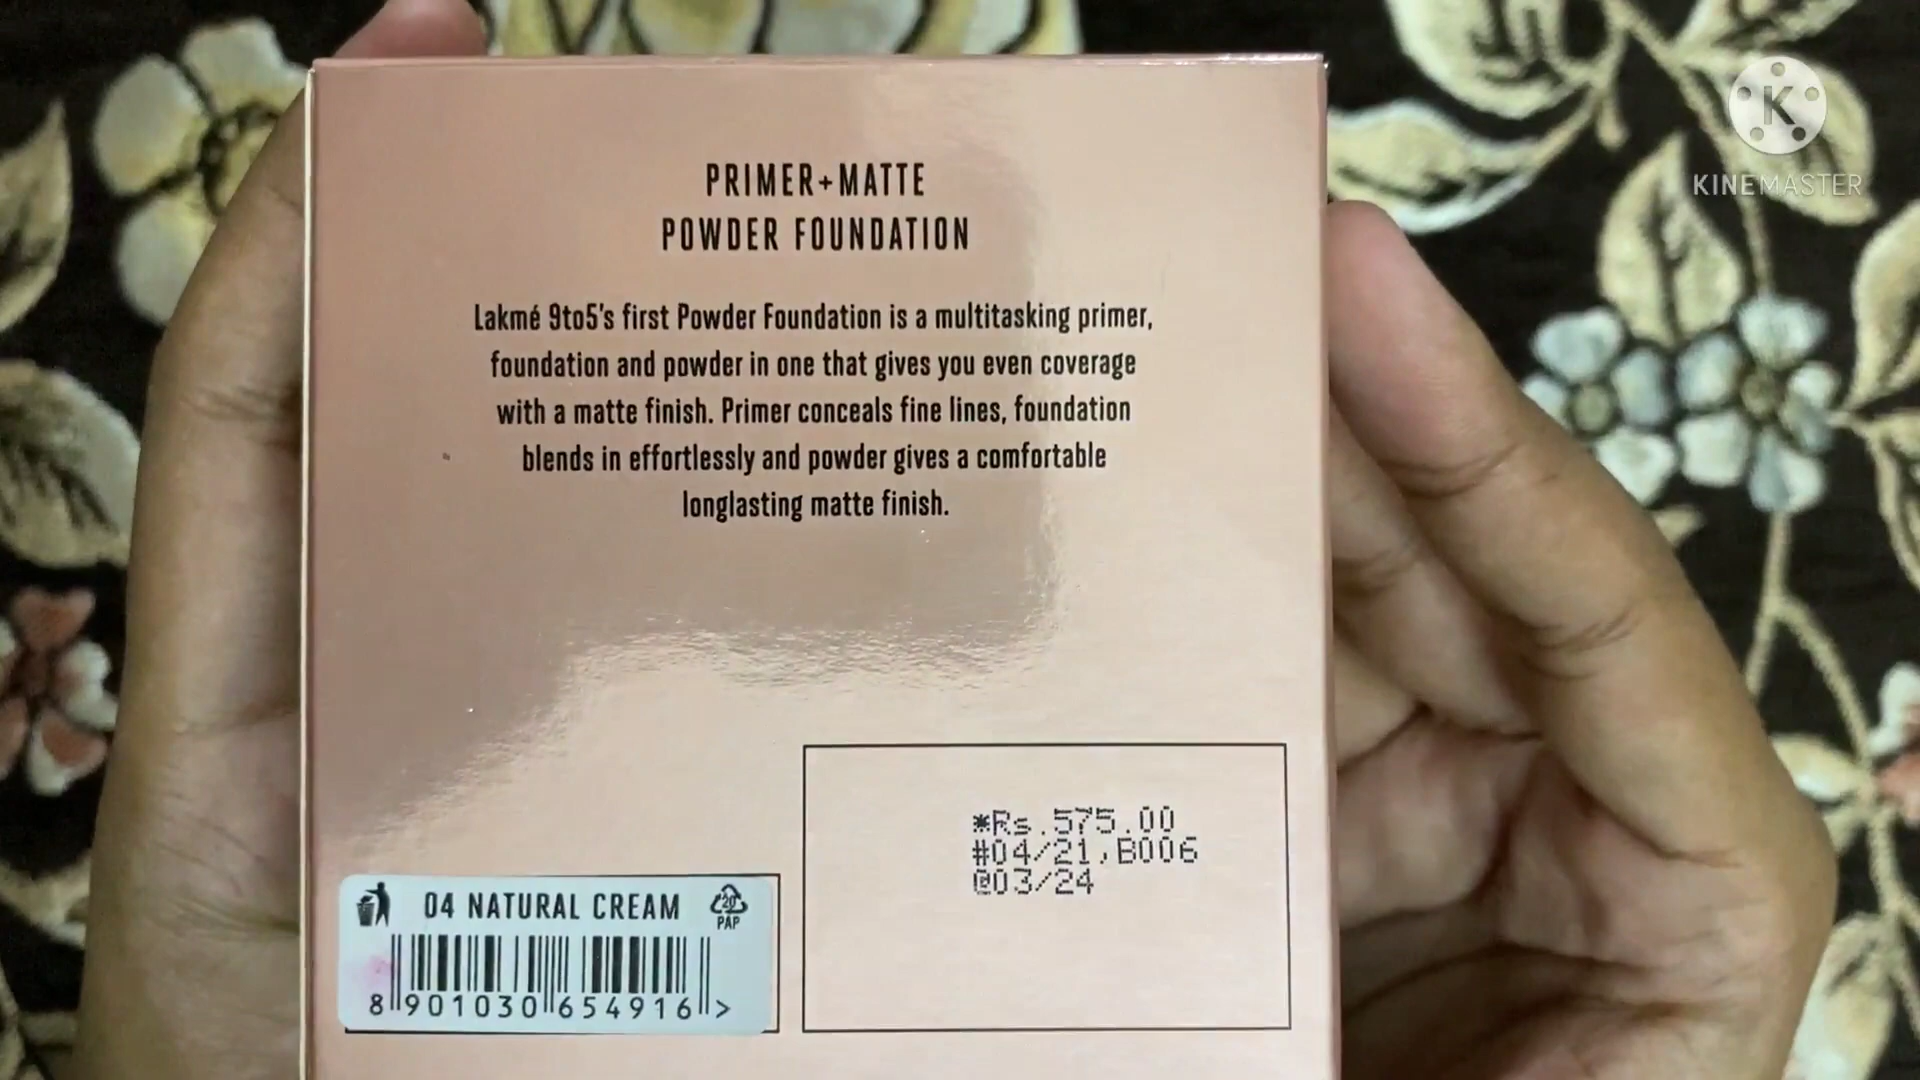 PRIMER+MATTE
POWDER FOUNDATION
Lakmé 9to5's first Powder Foundation is a multitasking primer,
foundation and powder in one that gives you even coverage
with a matte finish. Primer conceals fine lines, foundation
blends in effortlessly and powder gives a comfortable
longlasting matte finish.
*Rs.575.00
#04/21,B006
@03/24
04 NATURAL CREAM
20
PAP
8 901030 654916 >
K
KINEMASTER